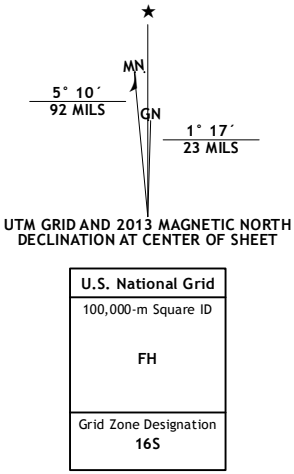 ★
MN.
5° 10´
92 MILS
GN
1° 17´
23 MILS
UTM GRID AND 2013 MAGNETIC NORTH
DECLINATION AT CENTER OF SHEET
U.S. National Grid
100,000-m Square ID
FH
Grid Zone Designation
16S